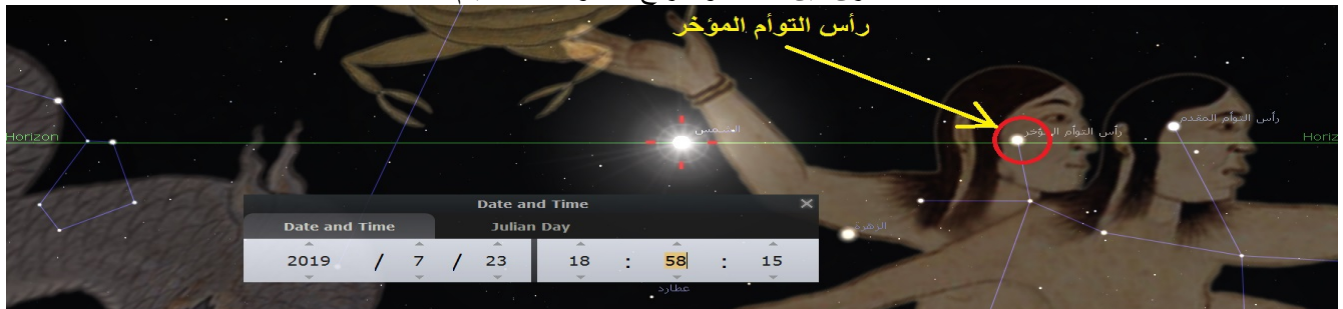 رأس التوأم المؤخر
رأس التوأم المقدم
رأس التوأم المؤخر
الشمس
Horizon
Horiz
Date and Time
Date and Time
Julian Day
الزهرة
2019 / 7 / 23 18 : 58 : 15
عطارد